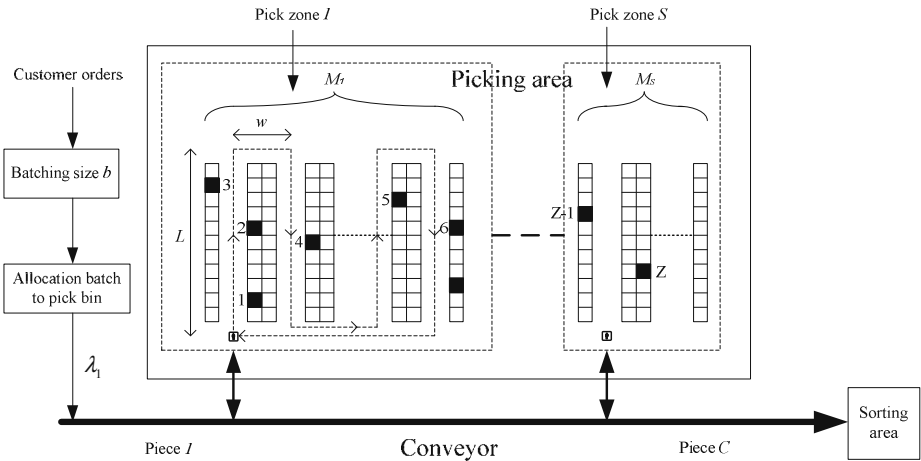 Pick zone 1
Pick zone S
Customer orders
Picking area
M1
MS
w
Batching size b
3
5
2
Z-1
6
L
4
Allocation batch
to pick bin
Z
1
λ1
Sorting
area
Piece 1
Conveyor
Piece C